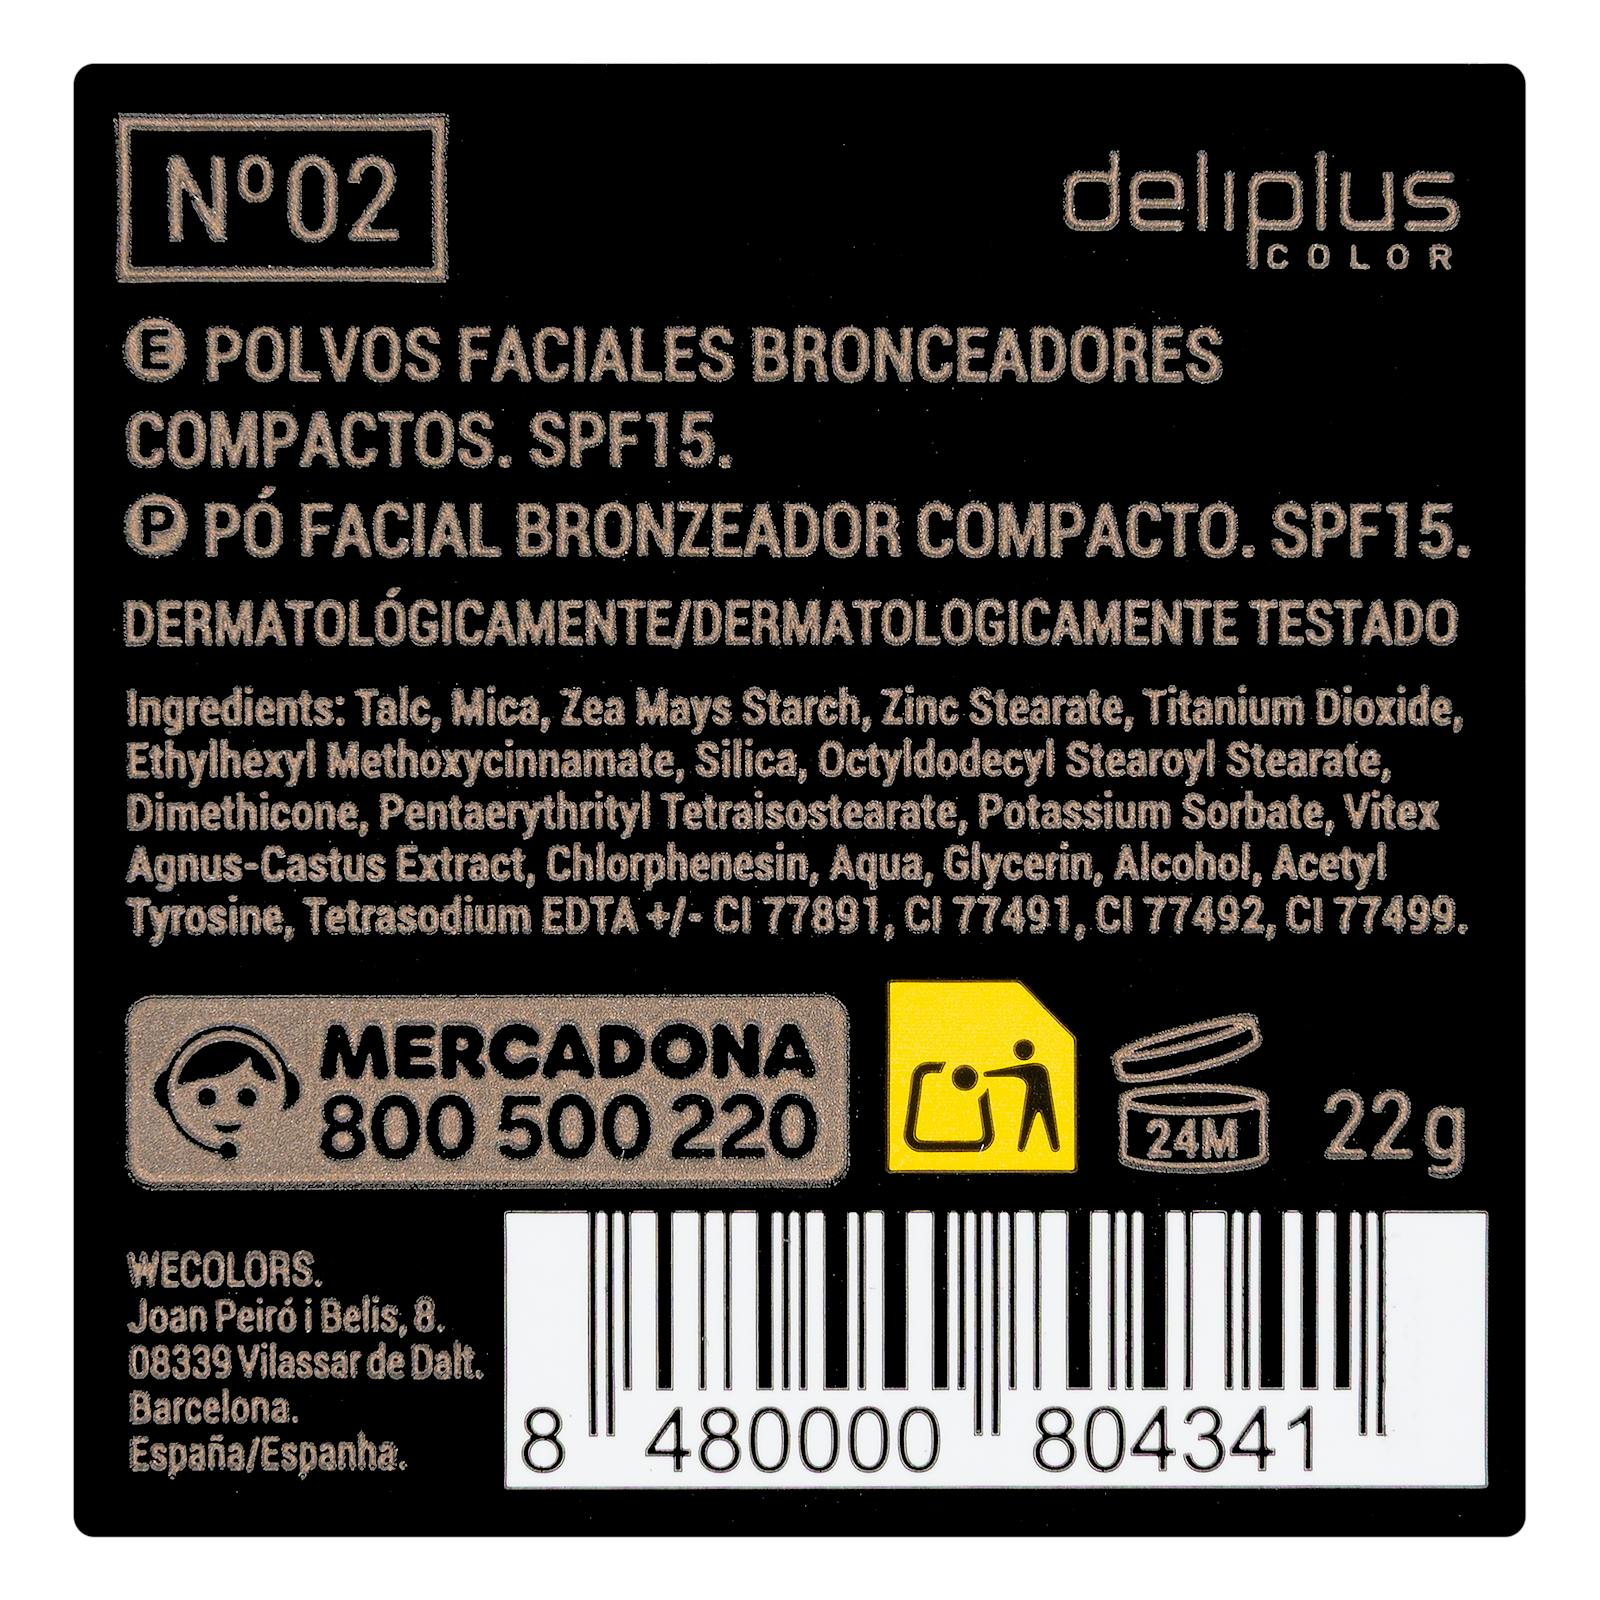 Nº02
deliplus
COLOR
E POLVOS FACIALES BRONCEADORES
COMPACTOS. SPF15.
P PÓ FACIAL BRONZEADOR COMPACTO. SPF15.
DERMATOLÓGICAMENTE/DERMATOLOGICAMENTE TESTADO
Ingredients: Talc, Mica, Zea Mays Starch, Zinc Stearate, Titanium Dioxide,
Ethylhexyl Methoxycinnamate, Silica, Octyldodecyl Stearoyl Stearate,
Dimethicone, Pentaerythrityl Tetraisostearate, Potassium Sorbate, Vitex
Agnus-Castus Extract, Chlorphenesin, Aqua, Glycerin, Alcohol, Acetyl
Tyrosine, Tetrasodium EDTA +/- CI 77891, CI 77491, CI 77492, CI 77499.
MERCADONA
800 500 220
24M
22g
WECOLORS.
Joan Peiró i Belis, 8.
08339 Vilassar de Dalt.
Barcelona.
España/Espanha.
8 480000 804341